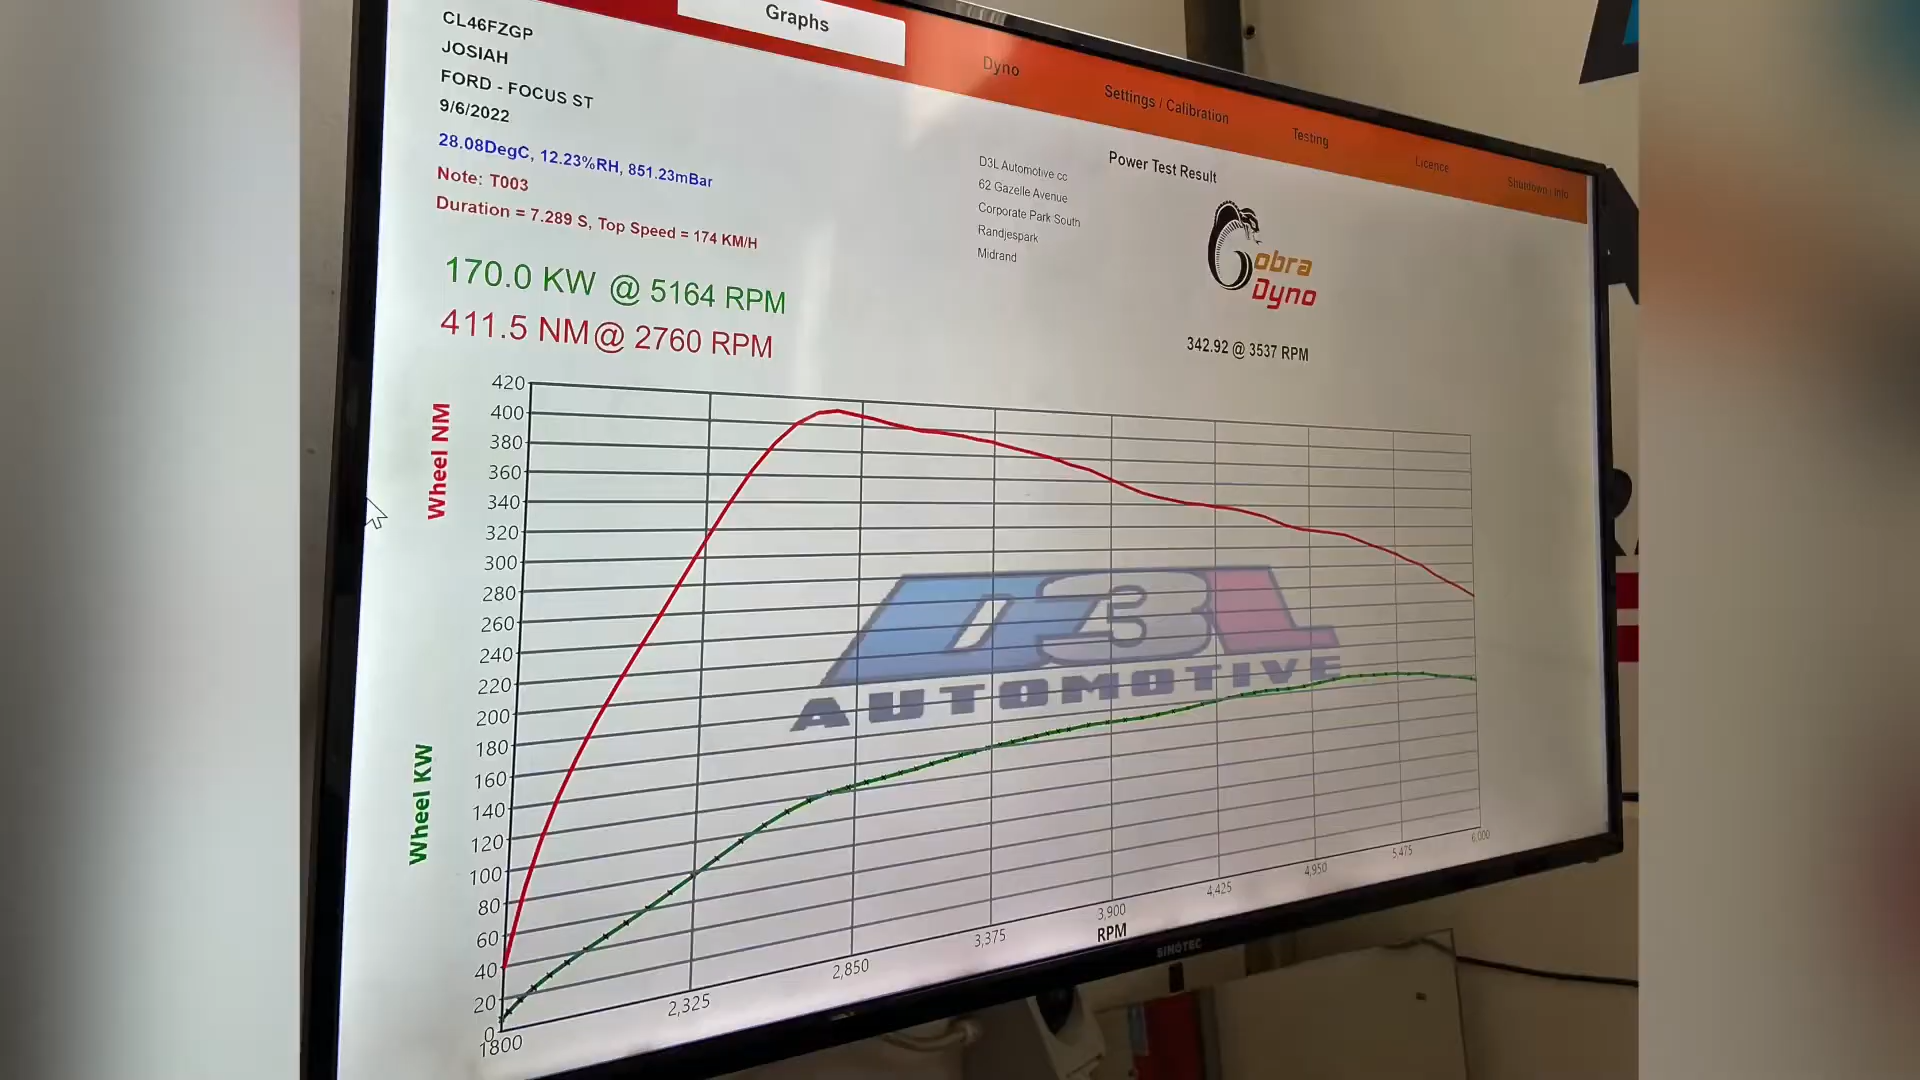 Graphs
Dyno
Settings / Calibration
Testing
Licence
Shutdown / Info
CL46FZGP
JOSIAH
FORD - FOCUS ST
9/6/2022
28.08DegC, 12.23%RH, 851.23mBar
Note: T003
Duration = 7.289 S, Top Speed = 174 KM/H
170.0 KW @ 5164 RPM
411.5 NM@ 2760 RPM
D3L Automotive cc
62 Gazelle Avenue
Corporate Park South
Randjespark
Midrand
Power Test Result
Cobra
Dyno
342.92 @ 3537 RPM
Wheel NM
Wheel KW
420
400
380
360
340
320
300
280
260
240
220
200
180
160
140
120
100
80
60
40
20
0
1800
2,325
2,850
3,375
3,900
4,425
4,950
5,475
6,000
RPM
D3L
AUTOMOTIVE
SINOTEC